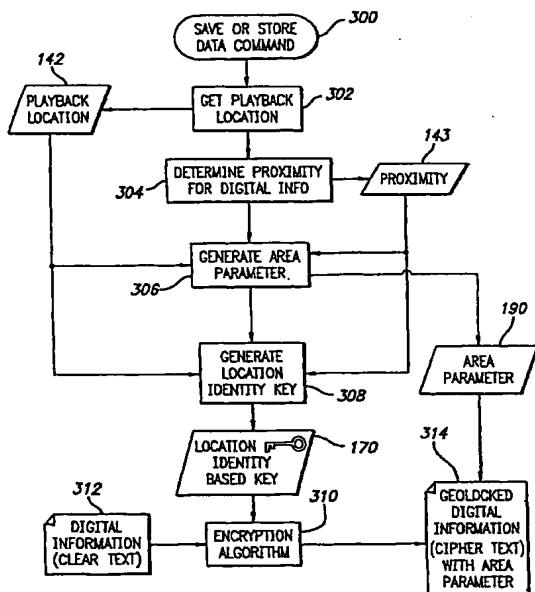 SAVE OR STORE
DATA COMMAND
300
142
PLAYBACK
LOCATION
GET PLAYBACK
LOCATION
302
143
304
DETERMINE PROXIMITY
FOR DIGITAL INFO
PROXIMITY
GENERATE AREA
PARAMETER.
306
190
GENERATE
LOCATION
IDENTITY KEY
308
AREA
PARAMETER
LOCATION
IDENTITY
BASED KEY
170
314
312
310
DIGITAL
INFORMATION
(CLEAR TEXT)
ENCRYPTION
ALGORITHM
GEOLOCKED
DIGITAL
INFORMATION
(CIPHER TEXT)
WITH AREA
PARAMETER